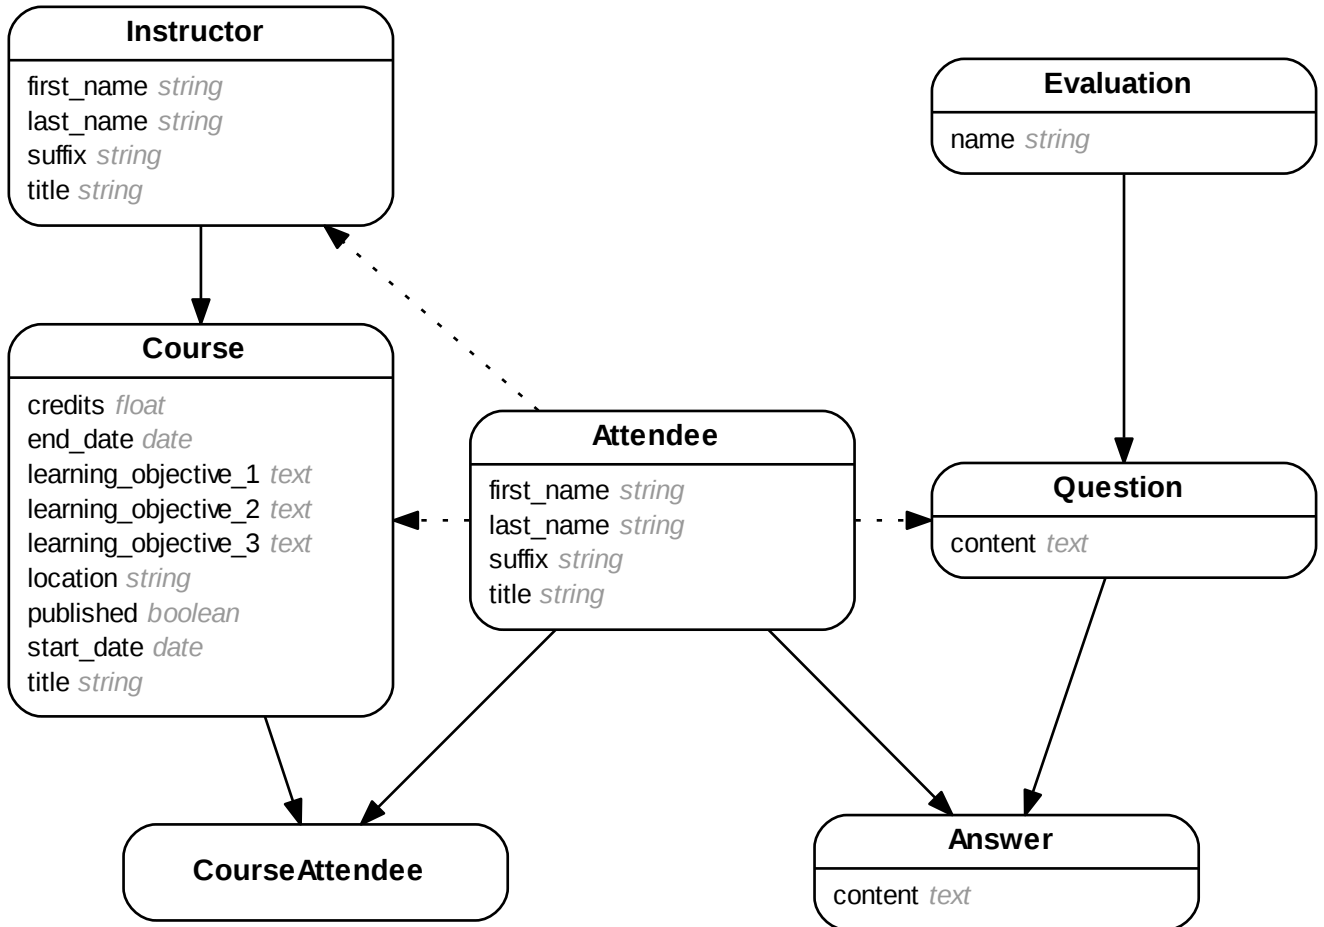 Instructor
first_name string
last_name string
suffix string
title string
Evaluation
name string
Course
credits float
end_date date
learning_objective_1 text
learning_objective_2 text
learning_objective_3 text
location string
published boolean
start_date date
title string
Attendee
first_name string
last_name string
suffix string
title string
Question
content text
CourseAttendee
Answer
content text